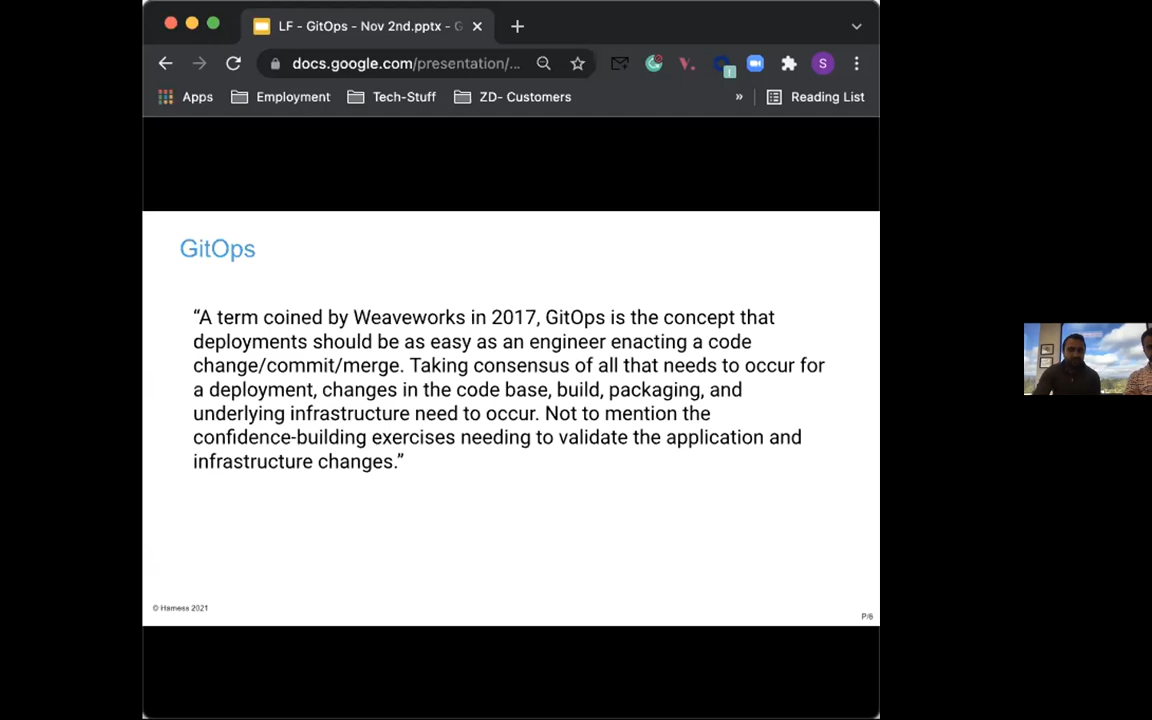 LF - GitOps - Nov 2nd.pptx - G
docs.google.com/presentation/...
S
Apps
Employment
Tech-Stuff
ZD- Customers
»
Reading List
GitOps
“A term coined by Weaveworks in 2017, GitOps is the concept that
deployments should be as easy as an engineer enacting a code
change/commit/merge. Taking consensus of all that needs to occur for
a deployment, changes in the code base, build, packaging, and
underlying infrastructure need to occur. Not to mention the
confidence-building exercises needing to validate the application and
infrastructure changes.”
© Harness 2021
P/6